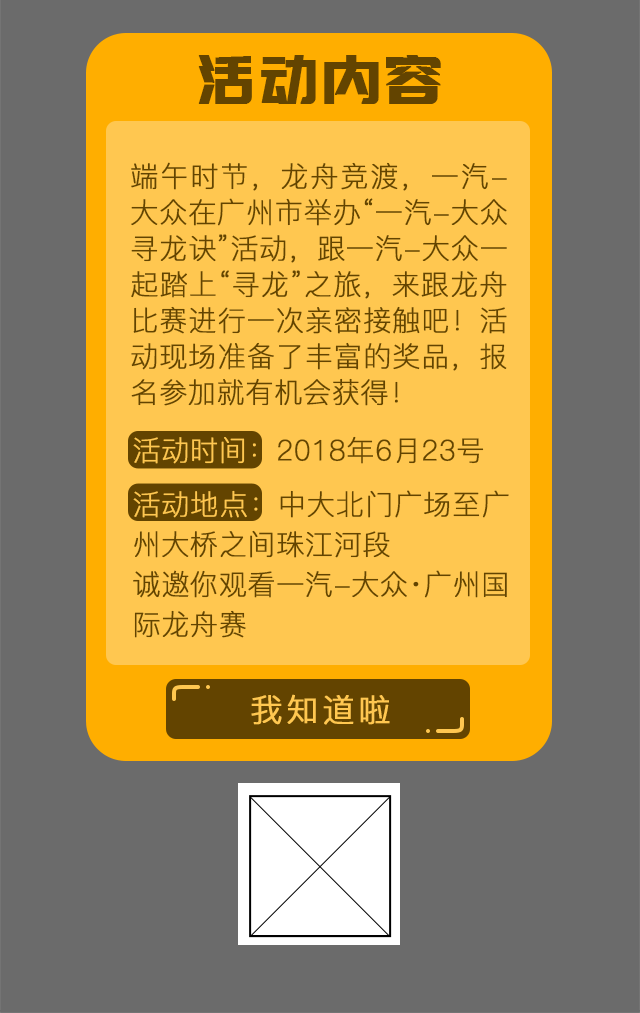 活动内容
端午时节，龙舟竞渡，一汽-
大众在广州市举办“一汽-大众
寻龙诀”活动，跟一汽-大众一
起踏上“寻龙”之旅，来跟龙舟
比赛进行一次亲密接触吧！活
动现场准备了丰富的奖品，报
名参加就有机会获得！
活动时间：2018年6月23号
活动地点：中大北门广场至广
州大桥之间珠江河段
诚邀你观看一汽-大众·广州国
际龙舟赛
我知道啦